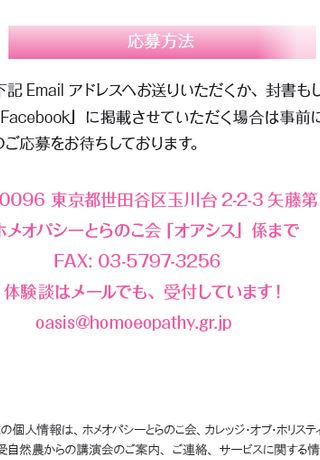 応募方法
下記 Email アドレスへお送りいただくか、封書もし
Facebook』に掲載させていただく場合は事前に
のご応募をお待ちしております。
0096 東京都世田谷区玉川台 2-2-3 矢藤第
ホメオパシーとらのこ会「オアシス」係まで
FAX: 03-5797-3256
体験談はメールでも、受付しています!
oasis@homoeopathy.gr.jp
の個人情報は、ホメオパシーとらのこ会、カレッジ・オブ・ホリスティ
受自然農からの講演会のご案内、ご連絡、サービスに関する情